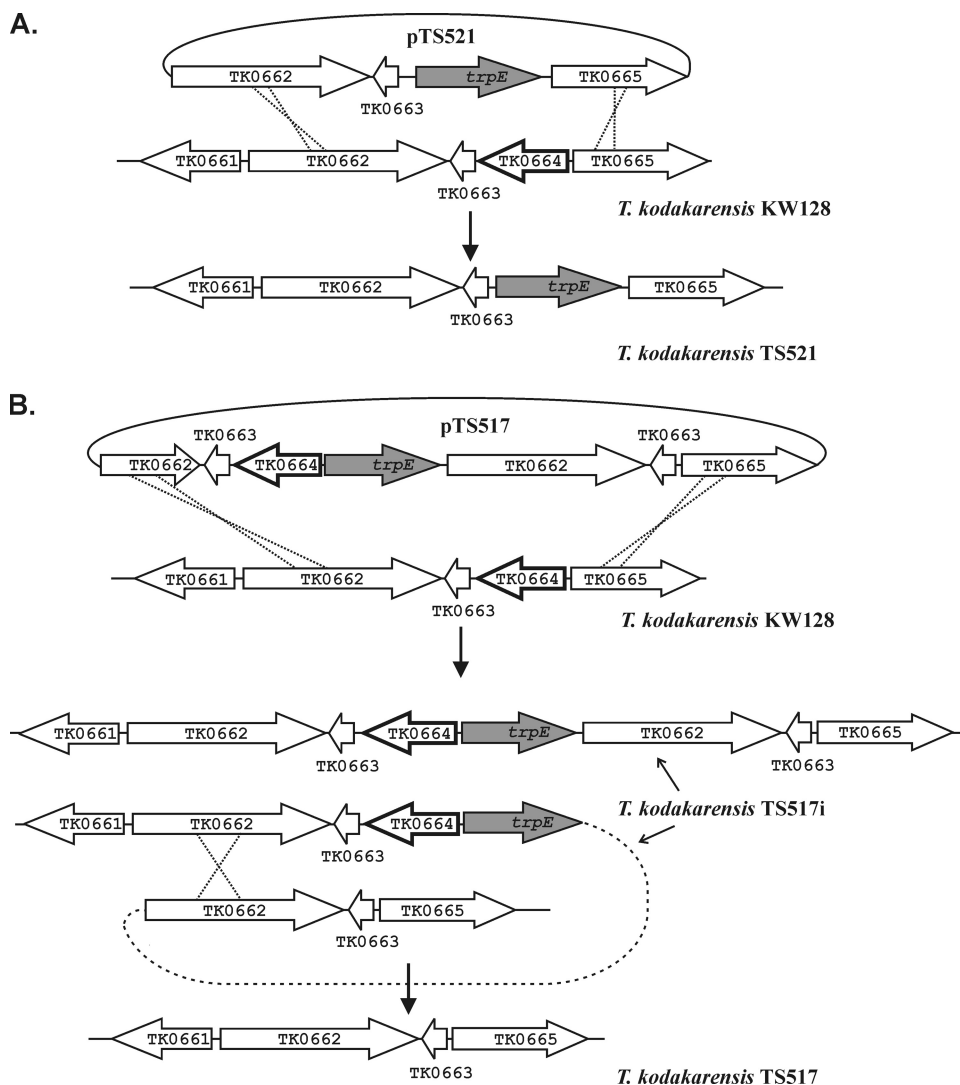 A.
pTS521
TK0662 trpE TK0665
TK0663
TK0661 TK0662 TK0664 TK0665
TK0663
T. kodakarensis KW128
TK0661 TK0662 trpE TK0665
TK0663
T. kodakarensis TS521
B.
pTS517
TK0663 TK0663
TK0662 TK0664 trpE TK0662 TK0665
TK0661 TK0662 TK0664 TK0665
TK0663
T. kodakarensis KW128
TK0661 TK0662 TK0664 trpE TK0662 TK0665
TK0663 TK0663
T. kodakarensis TS517i
TK0661 TK0662 TK0664 trpE
TK0663
TK0662 TK0665
TK0663
TK0661 TK0662 TK0665
TK0663
T. kodakarensis TS517